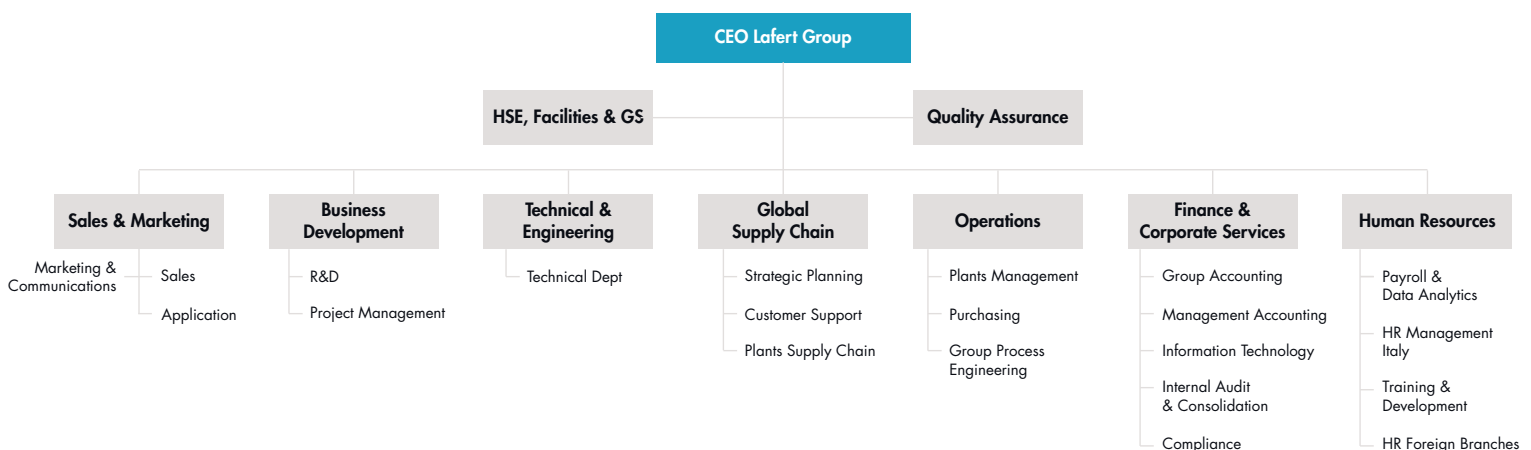 CEO Lafert Group
HSE, Facilities & GS
Quality Assurance
Sales & Marketing
Marketing &
Communications
Sales
Application
Business
Development
R&D
Project Management
Technical &
Engineering
Technical Dept
Global
Supply Chain
Strategic Planning
Customer Support
Plants Supply Chain
Operations
Plants Management
Purchasing
Group Process
Engineering
Finance &
Corporate Services
Group Accounting
Management Accounting
Information Technology
Internal Audit
& Consolidation
Compliance
Human Resources
Payroll &
Data Analytics
HR Management
Italy
Training &
Development
HR Foreign Branches